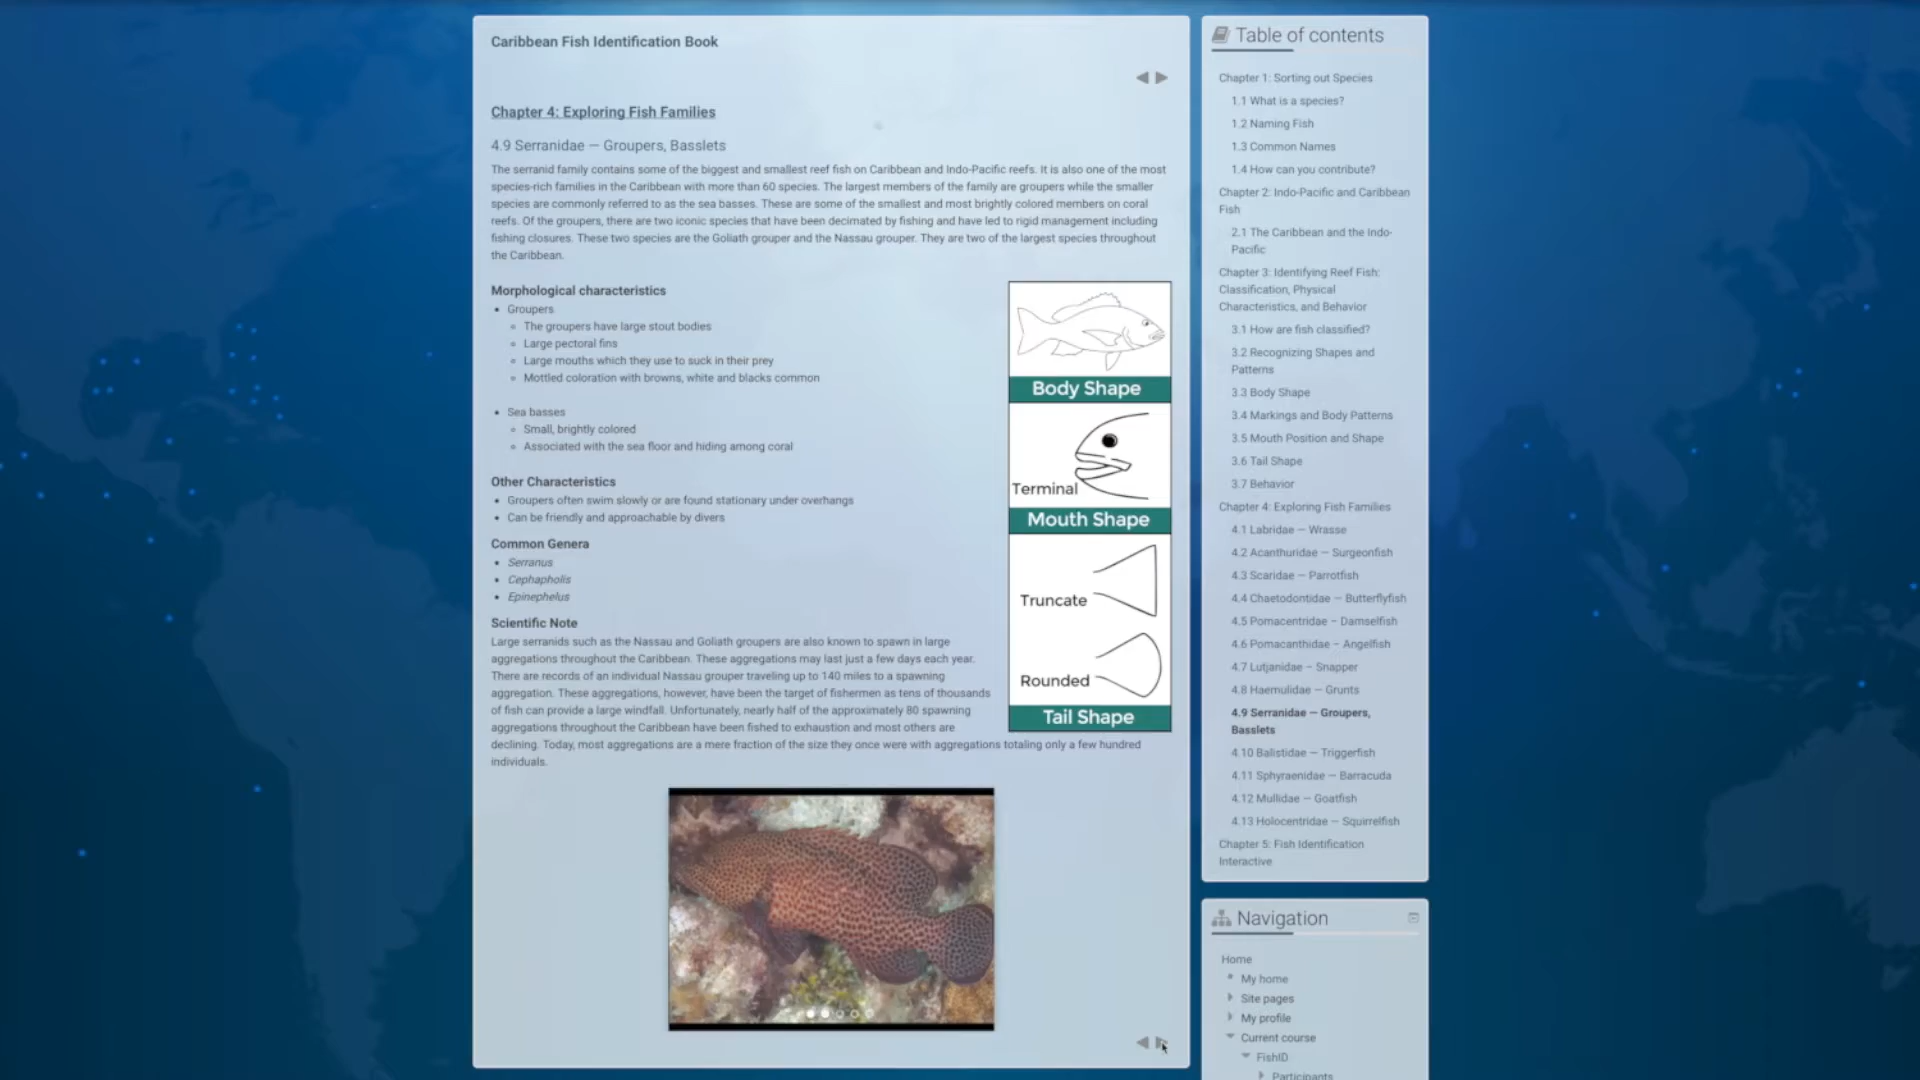 Caribbean Fish Identification Book
Chapter 4: Exploring Fish Families
4.9 Serranidae — Groupers, Basslets
The serranid family contains some of the biggest and smallest reef fish on Caribbean and Indo-Pacific reefs. It is also one of the most
species-rich families in the Caribbean with more than 60 species. The largest members of the family are groupers while the smaller
species are commonly referred to as the sea basses. These are some of the smallest and most brightly colored members on coral
reefs. Of the groupers, there are two iconic species that have been decimated by fishing and have led to rigid management including
fishing closures. These two species are the Goliath grouper and the Nassau grouper. They are two of the largest species throughout
the Caribbean.
Morphological characteristics
• Groupers
◦ The groupers have large stout bodies
◦ Large pectoral fins
◦ Large mouths which they use to suck in their prey
◦ Mottled coloration with browns, white and blacks common
• Sea basses
◦ Small, brightly colored
◦ Associated with the sea floor and hiding among coral
Other Characteristics
• Groupers often swim slowly or are found stationary under overhangs
• Can be friendly and approachable by divers
Common Genera
• Serranus
• Cephapholis
• Epinephelus
Scientific Note
Large serranids such as the Nassau and Goliath groupers are also known to spawn in large
aggregations throughout the Caribbean. These aggregations may last just a few days each year.
There are records of an individual Nassau grouper traveling up to 140 miles to a spawning
aggregation. These aggregations, however, have been the target of fishermen as tens of thousands
of fish can provide a large windfall. Unfortunately, nearly half of the approximately 80 spawning
aggregations throughout the Caribbean have been fished to exhaustion and most others are
declining. Today, most aggregations are a mere fraction of the size they once were with aggregations totaling only a few hundred
individuals.
Body Shape
Terminal
Mouth Shape
Truncate
Rounded
Tail Shape
Table of contents
Chapter 1: Sorting out Species
1.1 What is a species?
1.2 Naming Fish
1.3 Common Names
1.4 How can you contribute?
Chapter 2: Indo-Pacific and Caribbean
Fish
2.1 The Caribbean and the Indo-
Pacific
Chapter 3: Identifying Reef Fish:
Classification, Physical
Characteristics, and Behavior
3.1 How are fish classified?
3.2 Recognizing Shapes and
Patterns
3.3 Body Shape
3.4 Markings and Body Patterns
3.5 Mouth Position and Shape
3.6 Tail Shape
3.7 Behavior
Chapter 4: Exploring Fish Families
4.1 Labridae — Wrasse
4.2 Acanthuridae — Surgeonfish
4.3 Scaridae — Parrotfish
4.4 Chaetodontidae — Butterflyfish
4.5 Pomacentridae – Damselfish
4.6 Pomacanthidae – Angelfish
4.7 Lutjanidae – Snapper
4.8 Haemulidae — Grunts
4.9 Serranidae — Groupers,
Basslets
4.10 Balistidae — Triggerfish
4.11 Sphyraenidae — Barracuda
4.12 Mullidae — Goatfish
4.13 Holocentridae — Squirrelfish
Chapter 5: Fish Identification
Interactive
Navigation
Home
My home
Site pages
My profile
Current course
FishID
Participants